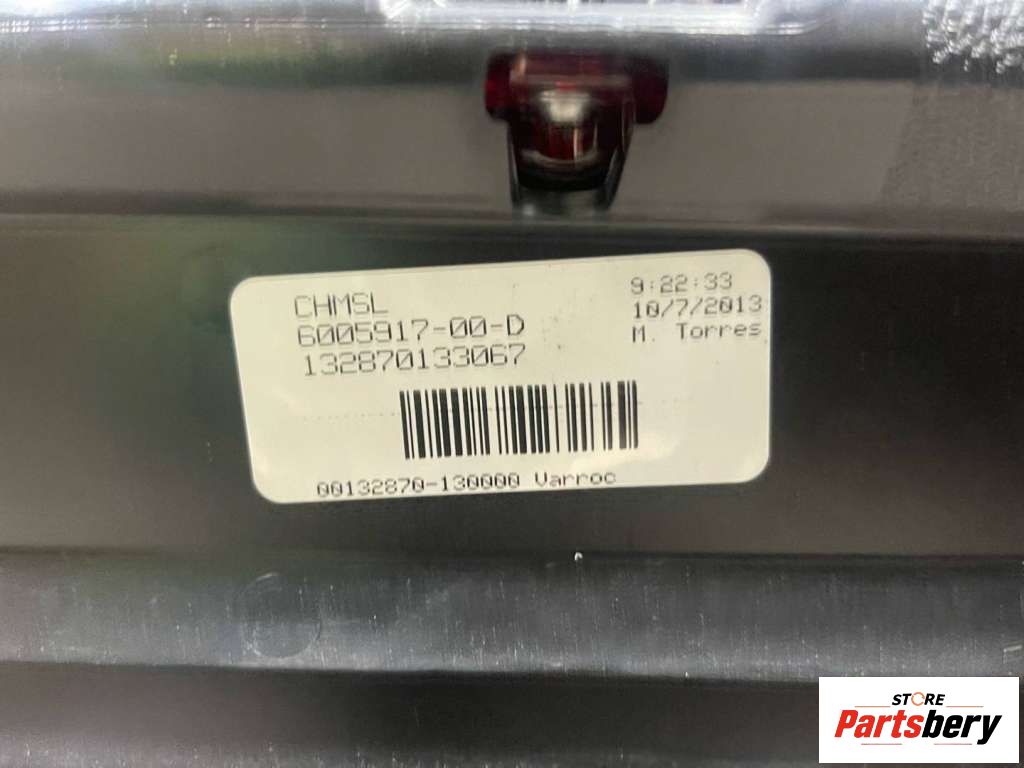 CHMSL
6005917-00-D
132870133067
9:22:33
10/7/2013
M. Torres
00132870-130000 Varroc
STORE
Partsbery